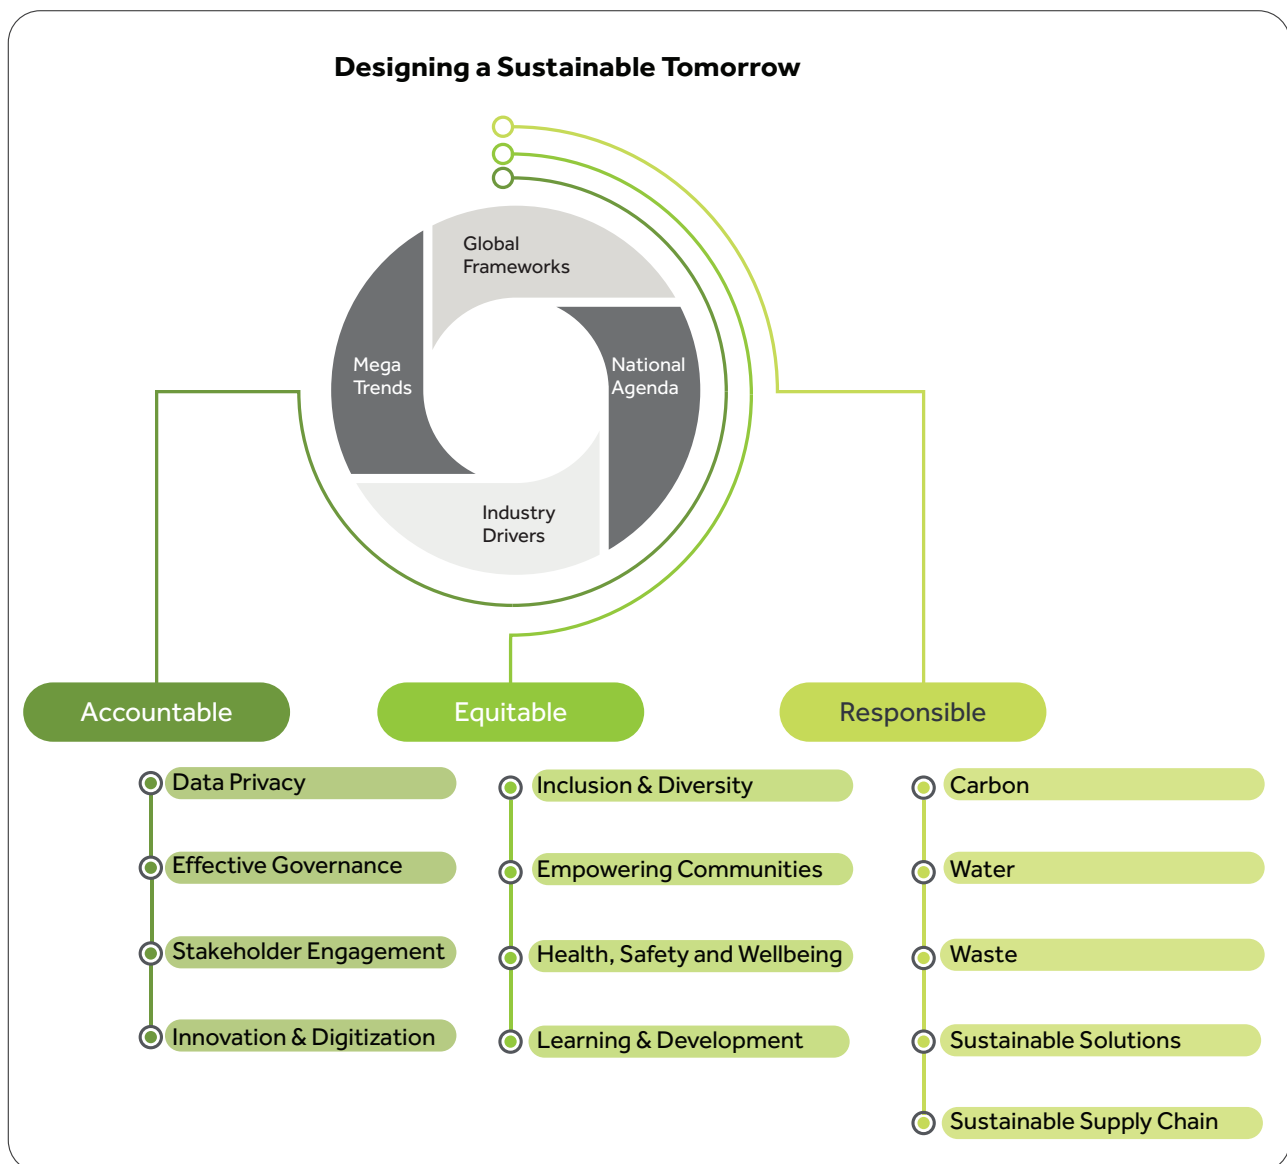 Designing a Sustainable Tomorrow
Global
Frameworks
Mega
Trends
National
Agenda
Industry
Drivers
Accountable
Data Privacy
Effective Governance
Stakeholder Engagement
Innovation & Digitization
Equitable
Inclusion & Diversity
Empowering Communities
Health, Safety and Wellbeing
Learning & Development
Responsible
Carbon
Water
Waste
Sustainable Solutions
Sustainable Supply Chain